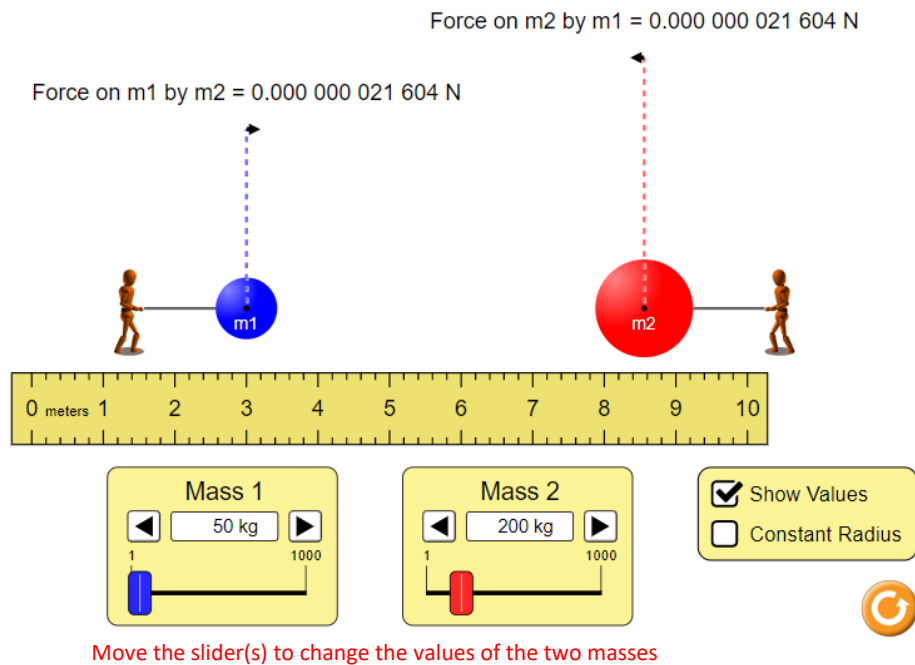 Force on m2 by m1 = 0.000 000 021 604 N
Force on m1 by m2 = 0.000 000 021 604 N
m1
m2
0 meters 1 2 3 4 5 6 7 8 9 10
Mass 1
50 kg
1 1000
Mass 2
200 kg
1 1000
Show Values
Constant Radius
Move the slider(s) to change the values of the two masses